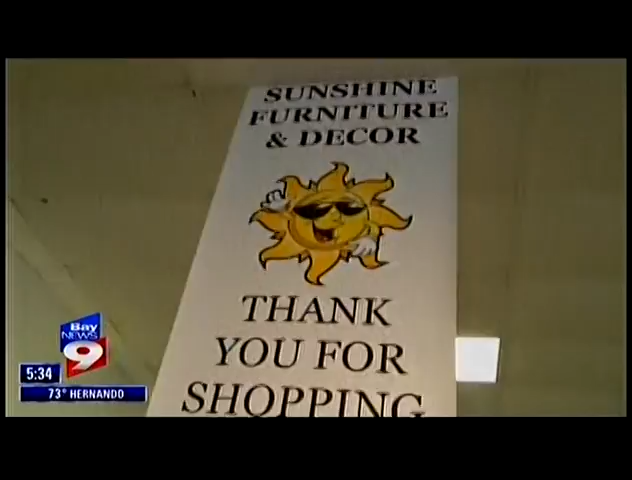 SUNSHINE
FURNITURE
& DECOR
THANK
YOU FOR
SHOPPING
Bay
NEWS
9
5:34
73° HERNANDO